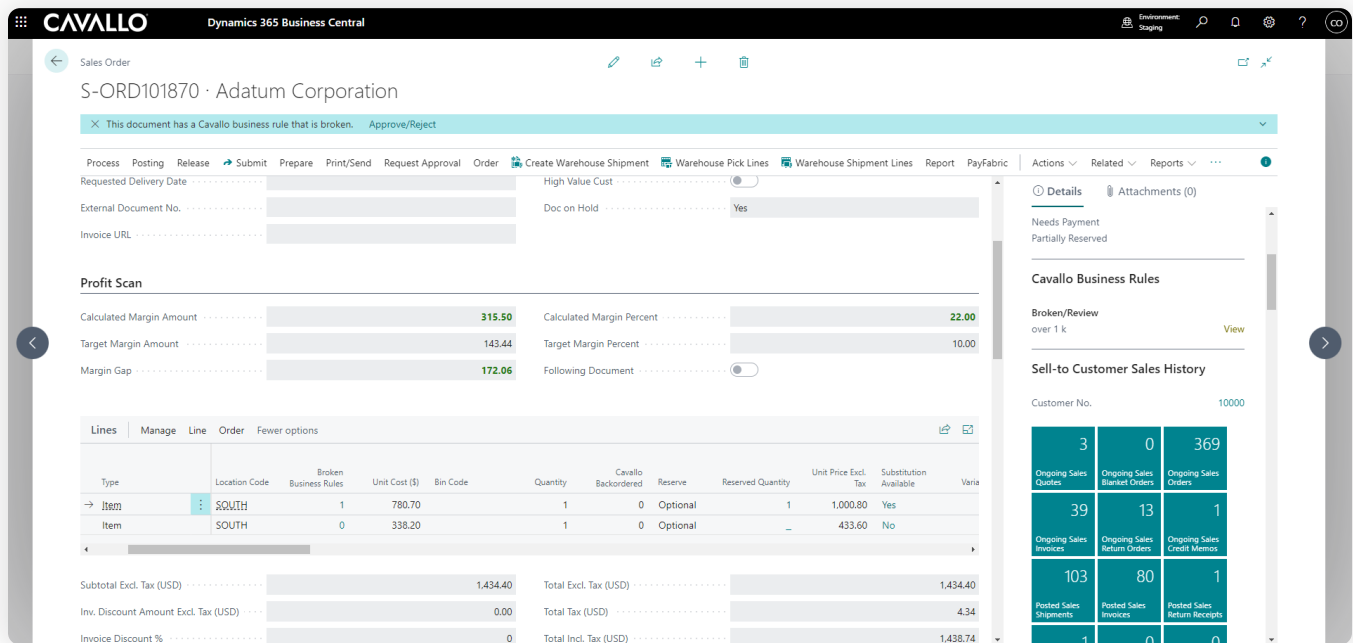 CAVALLO Dynamics 365 Business Central Environment: Staging ? CO
Sales Order
S-ORD101870 · Adatum Corporation
This document has a Cavallo business rule that is broken. Approve/Reject
Process Posting Release Submit Prepare Print/Send Request Approval Order Create Warehouse Shipment Warehouse Pick Lines Warehouse Shipment Lines Report PayFabric Actions Related Reports ···
Requested Delivery Date High Value Cust
External Document No. Doc on Hold Yes
Invoice URL
Profit Scan
Calculated Margin Amount 315.50 Calculated Margin Percent 22.00
Target Margin Amount 143.44 Target Margin Percent 10.00
Margin Gap 172.06 Following Document
Lines Manage Line Order Fewer options
Type Location Code Broken Business Rules Unit Cost ($) Bin Code Quantity Cavallo Backordered Reserve Reserved Quantity Unit Price Excl. Tax Substitution Available Varia
Item SOUTH 1 780.70 1 0 Optional 1 1,000.80 Yes
Item SOUTH 0 338.20 1 0 Optional _ 433.60 No
Subtotal Excl. Tax (USD) 1,434.40 Total Excl. Tax (USD) 1,434.40
Inv. Discount Amount Excl. Tax (USD) 0.00 Total Tax (USD) 4.34
Invoice Discount % 0 Total Incl. Tax (USD) 1,438.74
Details Attachments (0)
Needs Payment
Partially Reserved
Cavallo Business Rules
Broken/Review
over 1 k View
Sell-to Customer Sales History
Customer No. 10000
3 0 369
Ongoing Sales Quotes Ongoing Sales Blanket Orders Ongoing Sales Orders
39 13 1
Ongoing Sales Invoices Ongoing Sales Return Orders Ongoing Sales Credit Memos
103 80 1
Posted Sales Shipments Posted Sales Invoices Posted Sales Return Receipts
1 0 0